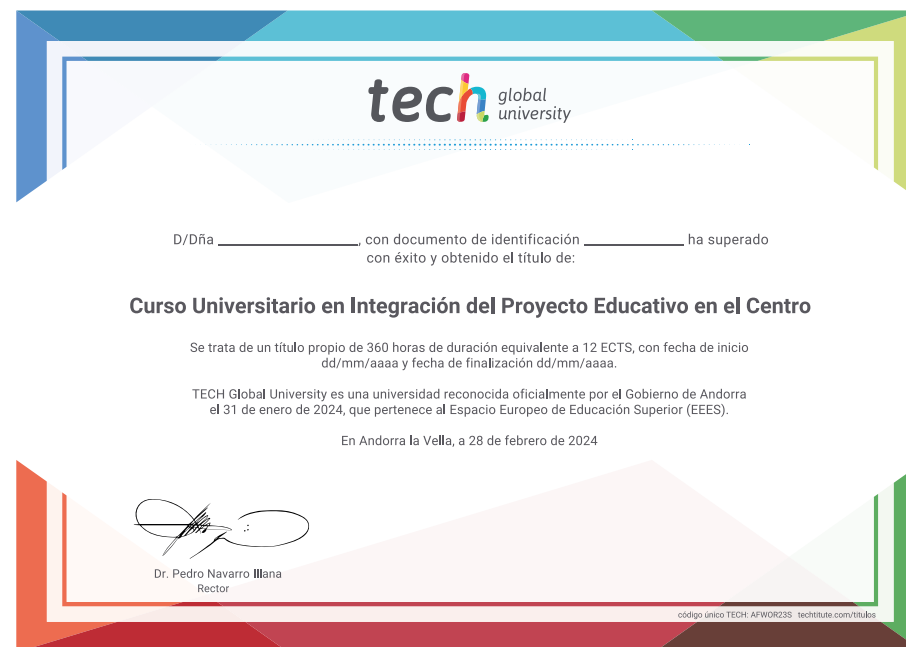 tech global university
D/Dña ____________________, con documento de identificación ______________ ha superado
con éxito y obtenido el título de:
Curso Universitario en Integración del Proyecto Educativo en el Centro
Se trata de un título propio de 360 horas de duración equivalente a 12 ECTS, con fecha de inicio
dd/mm/aaaa y fecha de finalización dd/mm/aaaa.
TECH Global University es una universidad reconocida oficialmente por el Gobierno de Andorra
el 31 de enero de 2024, que pertenece al Espacio Europeo de Educación Superior (EEES).
En Andorra la Vella, a 28 de febrero de 2024
Dr. Pedro Navarro Illana
Rector
código único TECH: AFWOR23S techtitute.com/titulos